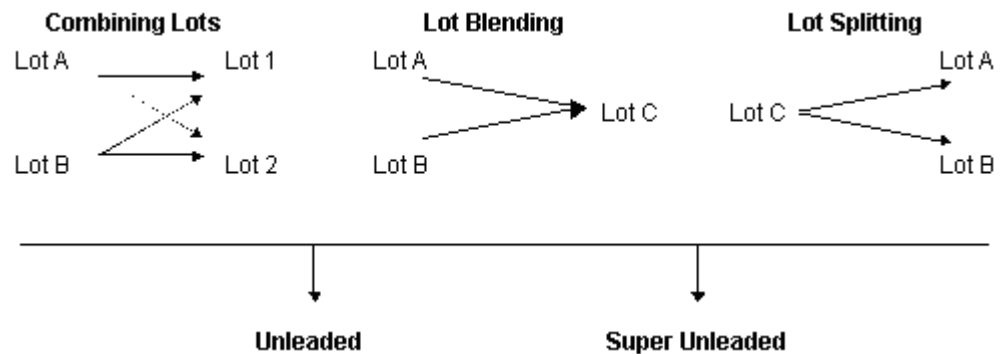 Combining Lots Lot Blending Lot Splitting
Lot A Lot 1 Lot A Lot A
Lot C Lot C
Lot B Lot 2 Lot B Lot B
Unleaded Super Unleaded